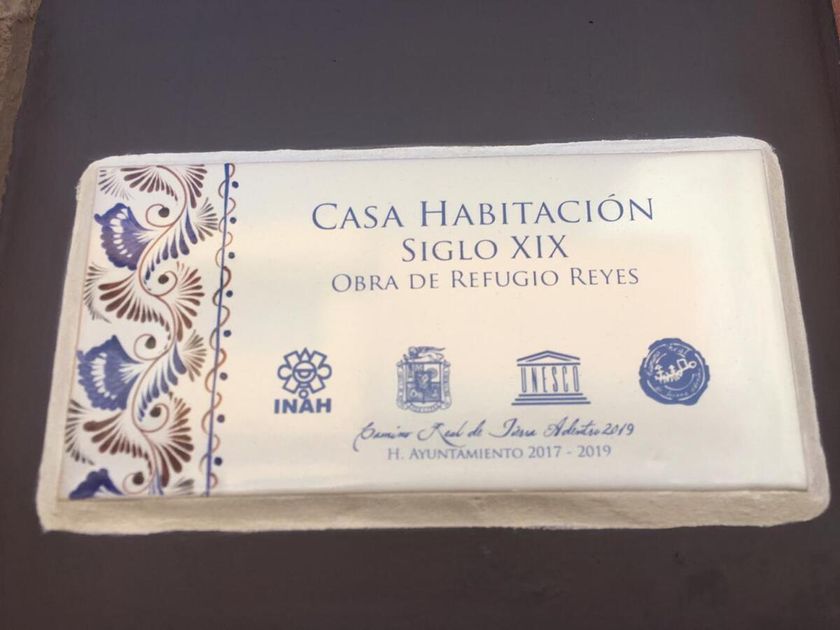 CASA HABITACIÓN
SIGLO XIX
OBRA DE REFUGIO REYES
INAH
UNESCO
Camino Real de Tierra Adentro 2019
H. AYUNTAMIENTO 2017 - 2019